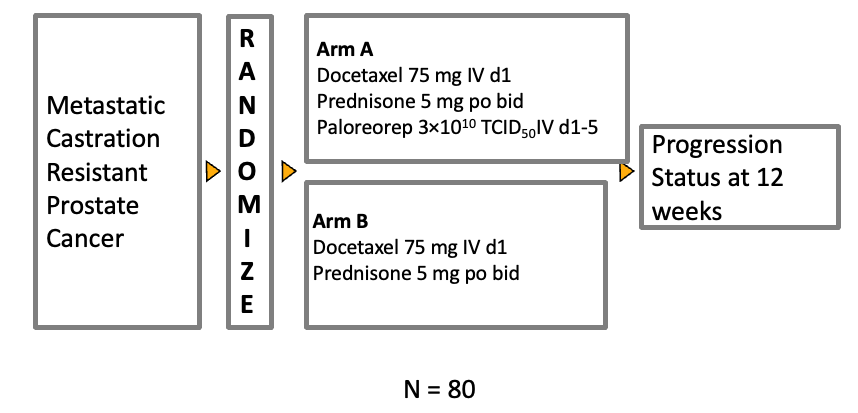 Metastatic
Castration
Resistant
Prostate
Cancer
R
A
N
D
O
M
I
Z
E
Arm A
Docetaxel 75 mg IV d1
Prednisone 5 mg po bid
Paloreorep 3×10¹⁰ TCID₅₀IV d1-5
Arm B
Docetaxel 75 mg IV d1
Prednisone 5 mg po bid
Progression
Status at 12
weeks
N = 80